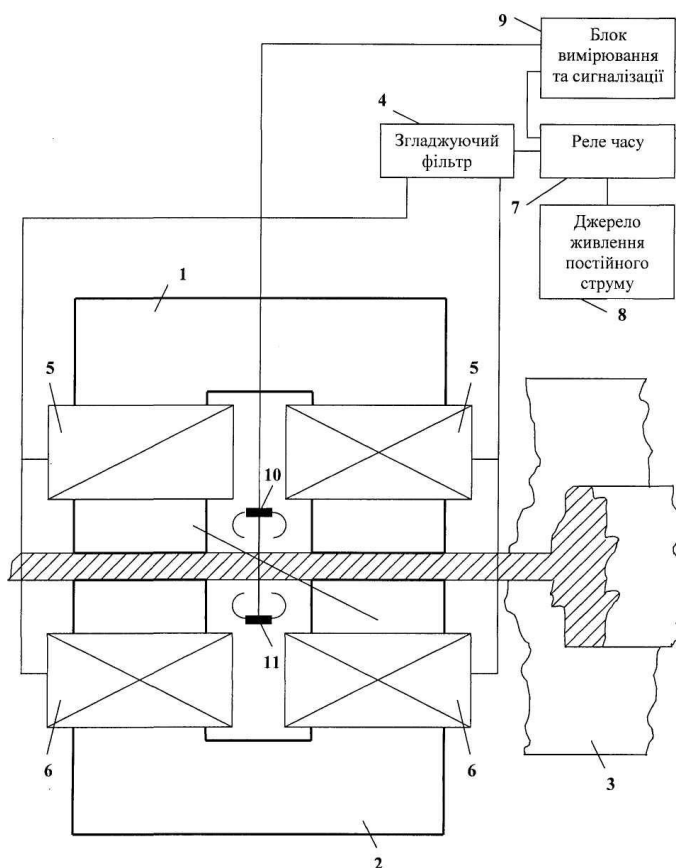 9
Блок
вимірювання
та сигналізації
4
Згладжуючий
фільтр
Реле часу
7
Джерело
живлення
постійного
струму
8
1
5
5
10
11
6
6
3
2